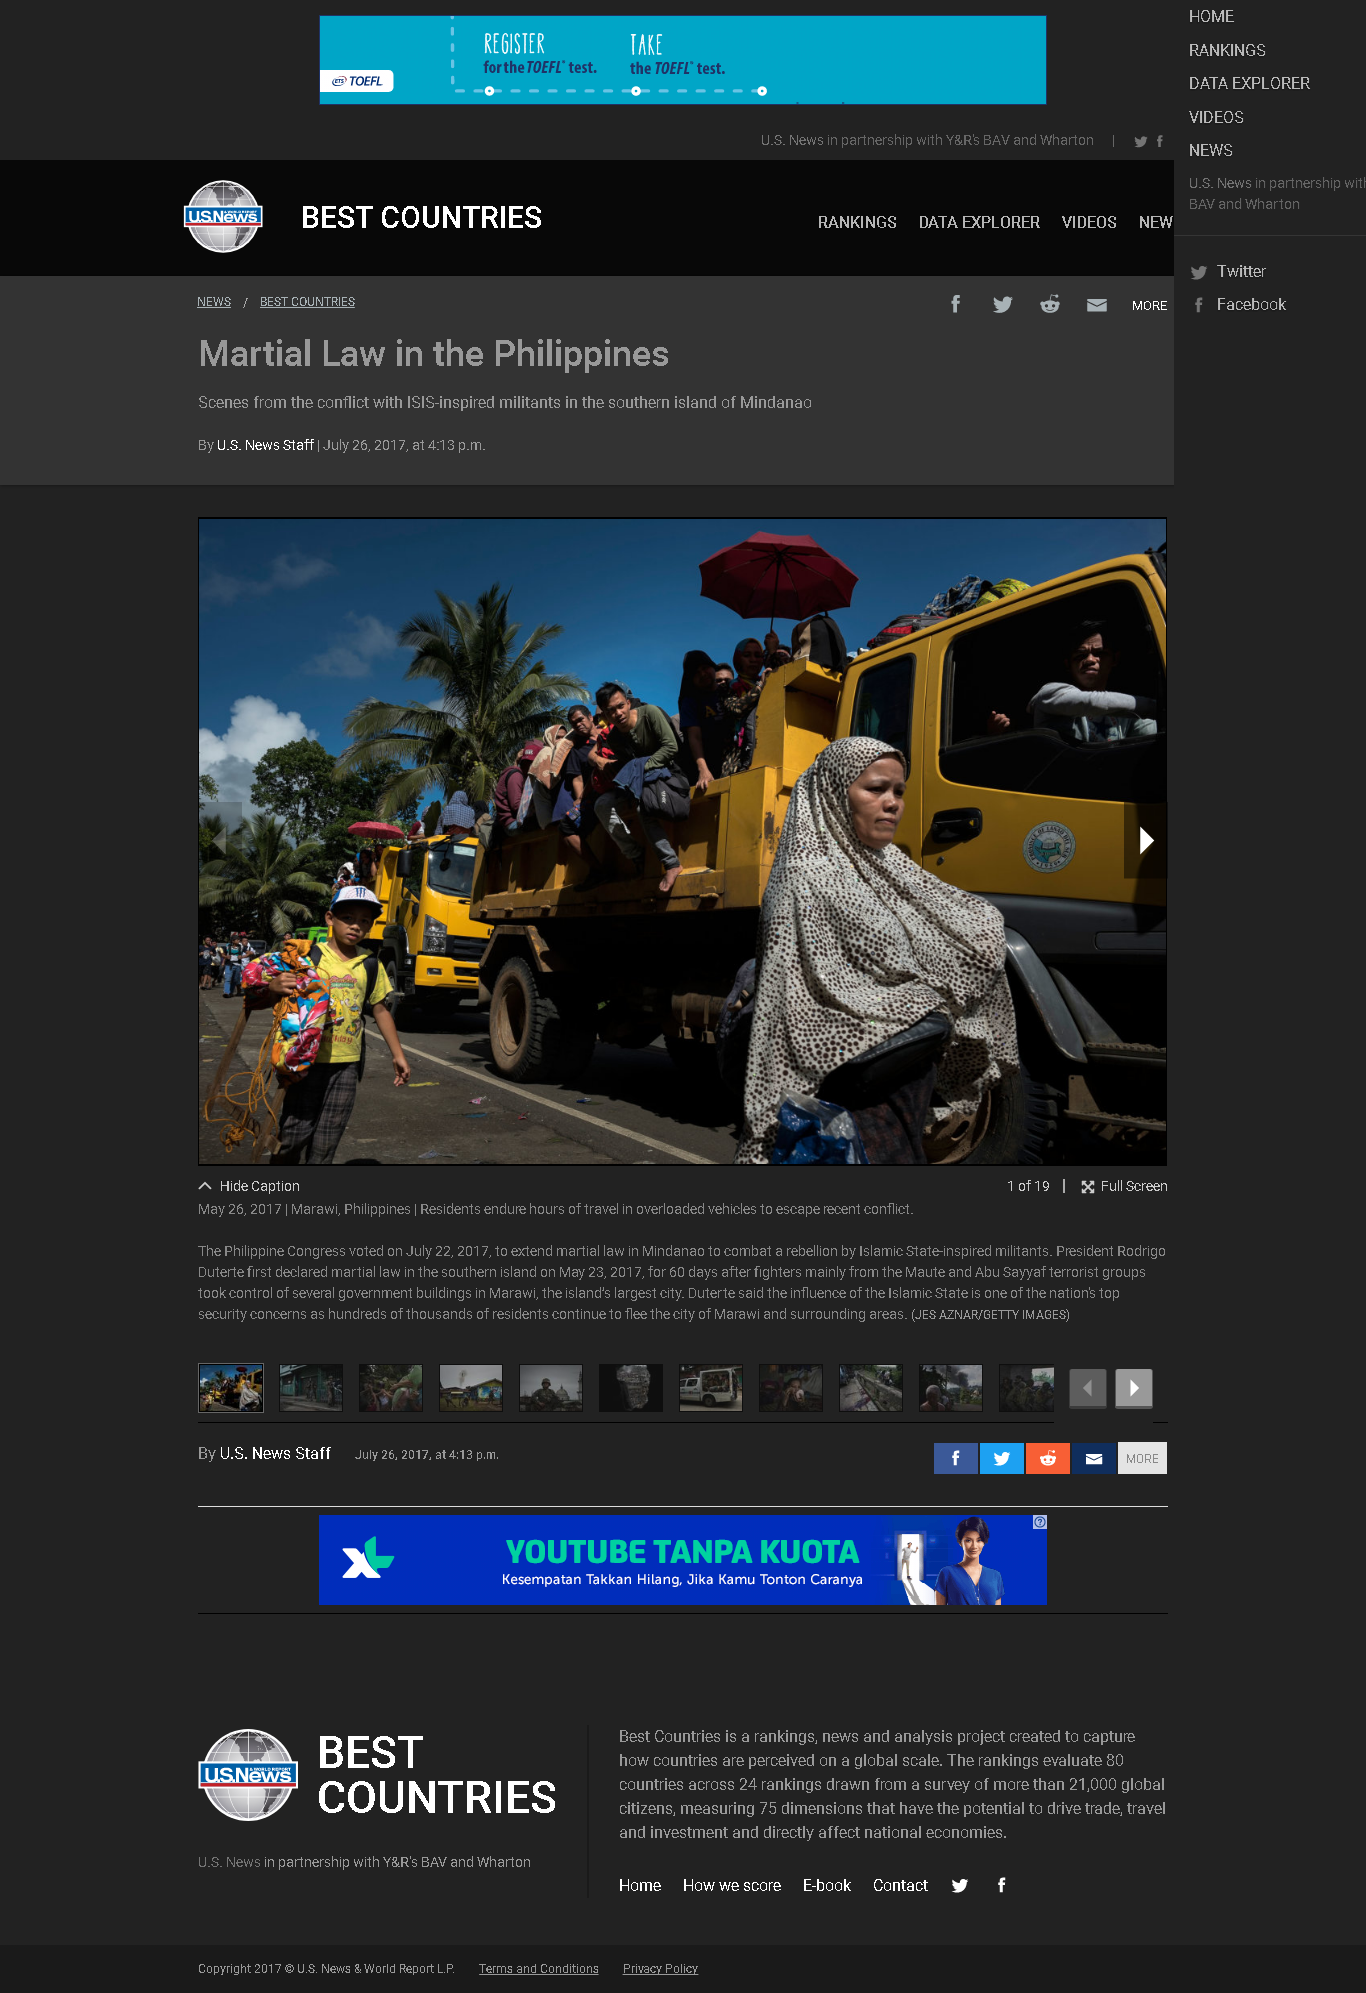 REGISTER
for the TOEFL® test.
TAKE
the TOEFL® test.
ETS TOEFL
U.S. News in partnership with Y&R's BAV and Wharton |
HOME
RANKINGS
DATA EXPLORER
VIDEOS
NEWS
U.S. News in partnership with
BAV and Wharton
Twitter
Facebook
U.S.News
A WORLD REPORT
BEST COUNTRIES
RANKINGS DATA EXPLORER VIDEOS NEW
NEWS / BEST COUNTRIES
MORE
Martial Law in the Philippines
Scenes from the conflict with ISIS-inspired militants in the southern island of Mindanao
By U.S. News Staff | July 26, 2017, at 4:13 p.m.
Hide Caption
1 of 19 | Full Screen
May 26, 2017 | Marawi, Philippines | Residents endure hours of travel in overloaded vehicles to escape recent conflict.
The Philippine Congress voted on July 22, 2017, to extend martial law in Mindanao to combat a rebellion by Islamic State-inspired militants. President Rodrigo
Duterte first declared martial law in the southern island on May 23, 2017, for 60 days after fighters mainly from the Maute and Abu Sayyaf terrorist groups
took control of several government buildings in Marawi, the island's largest city. Duterte said the influence of the Islamic State is one of the nation's top
security concerns as hundreds of thousands of residents continue to flee the city of Marawi and surrounding areas. (JES AZNAR/GETTY IMAGES)
By U.S. News Staff July 26, 2017, at 4:13 p.m.
MORE
XL
YOUTUBE TANPA KUOTA
Kesempatan Takkan Hilang, Jika Kamu Tonton Caranya
U.S.News
A WORLD REPORT
BEST
COUNTRIES
U.S. News in partnership with Y&R's BAV and Wharton
Best Countries is a rankings, news and analysis project created to capture
how countries are perceived on a global scale. The rankings evaluate 80
countries across 24 rankings drawn from a survey of more than 21,000 global
citizens, measuring 75 dimensions that have the potential to drive trade, travel
and investment and directly affect national economies.
Home How we score E-book Contact
Copyright 2017 © U.S. News & World Report L.P. Terms and Conditions Privacy Policy